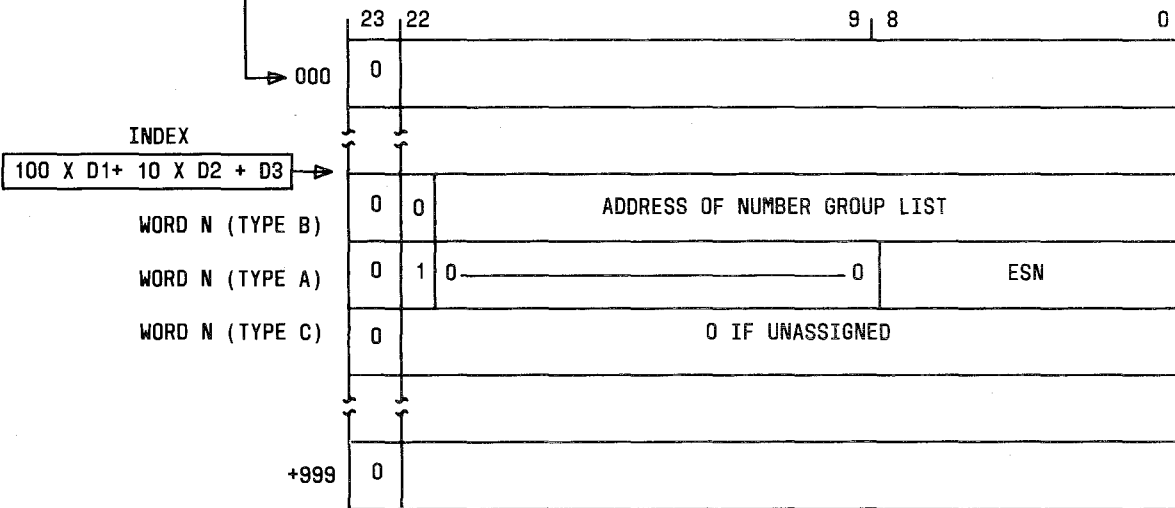 23 22 9 8 0
000 0
INDEX
100 X D1+ 10 X D2 + D3
WORD N (TYPE B) 0 0 ADDRESS OF NUMBER GROUP LIST
WORD N (TYPE A) 0 1 0 0 ESN
WORD N (TYPE C) 0 0 IF UNASSIGNED
+999 0